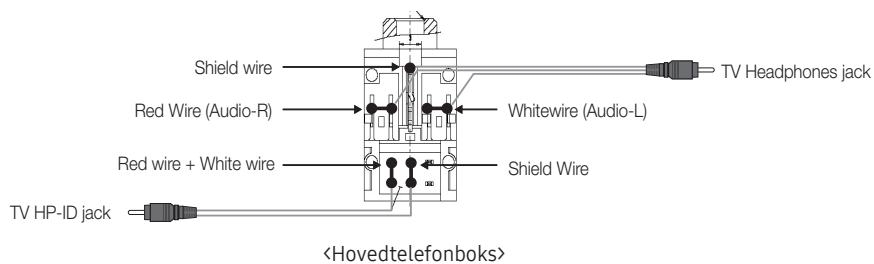 Shield wire
TV Headphones jack
Red Wire (Audio-R)
Whitewire (Audio-L)
Red wire + White wire
Shield Wire
TV HP-ID jack
<Hovedtelefonboks>